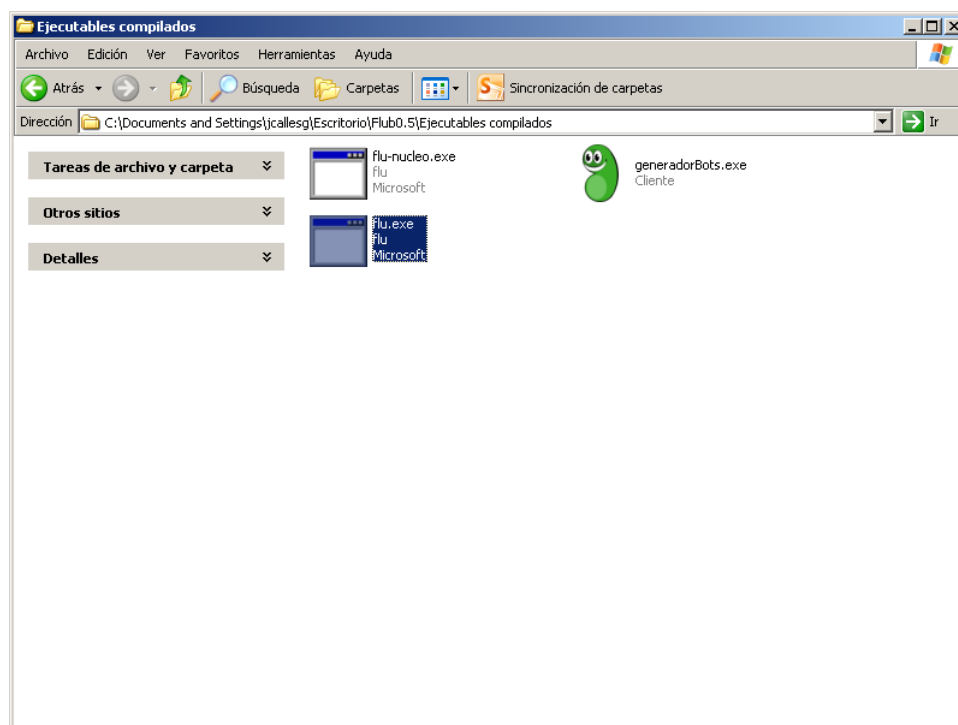 Ejecutables compilados
Archivo Edición Ver Favoritos Herramientas Ayuda
Atrás Búsqueda Carpetas Sincronización de carpetas
Dirección C:\Documents and Settings\jcallesg\Escritorio\Flub0.5\Ejecutables compilados Ir
Tareas de archivo y carpeta
Otros sitios
Detalles
flu-nucleo.exe
flu
Microsoft
generadorBots.exe
Cliente
flu.exe
flu
Microsoft